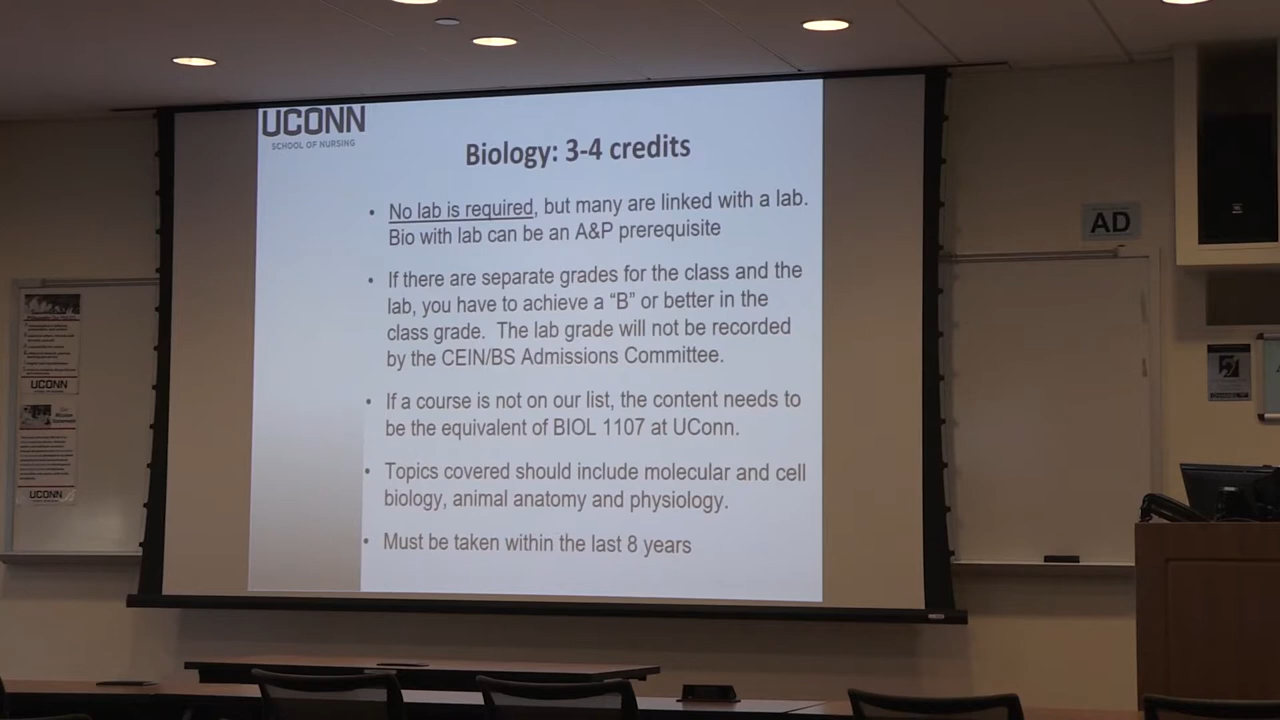 UCONN
SCHOOL OF NURSING
Biology: 3-4 credits
• No lab is required, but many are linked with a lab.
Bio with lab can be an A&P prerequisite
• If there are separate grades for the class and the
lab, you have to achieve a “B” or better in the
class grade. The lab grade will not be recorded
by the CEIN/BS Admissions Committee.
• If a course is not on our list, the content needs to
be the equivalent of BIOL 1107 at UConn.
• Topics covered should include molecular and cell
biology, animal anatomy and physiology.
• Must be taken within the last 8 years
AD
UCONN
UCONN